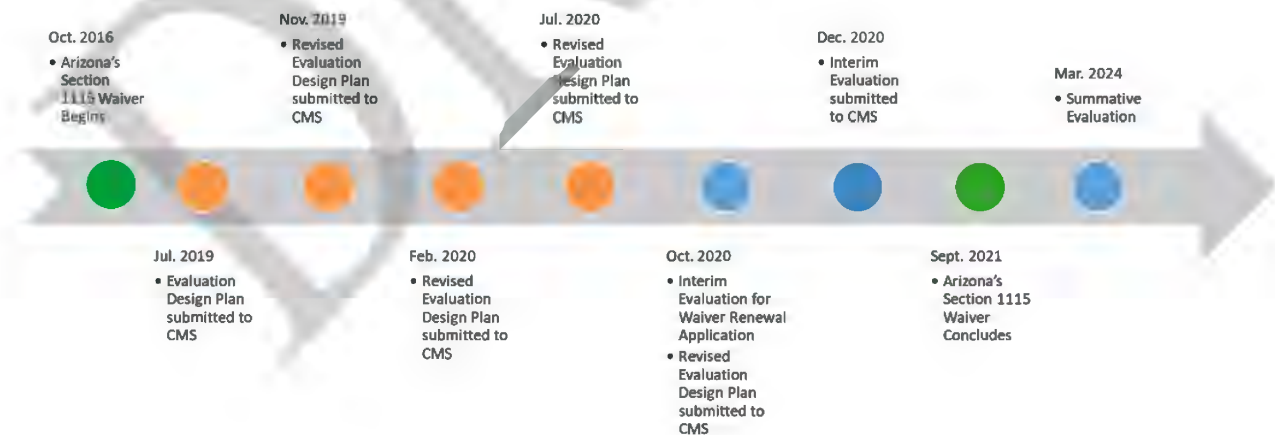 Oct. 2016
• Arizona's
Section
1115 Waiver
Begins
Jul. 2019
• Evaluation
Design Plan
submitted to
CMS
Nov. 2019
• Revised
Evaluation
Design Plan
submitted to
CMS
Feb. 2020
• Revised
Evaluation
Design Plan
submitted to
CMS
Jul. 2020
• Revised
Evaluation
Design Plan
submitted to
CMS
Oct. 2020
• Interim
Evaluation for
Waiver Renewal
Application
• Revised
Evaluation
Design Plan
submitted to
CMS
Dec. 2020
• Interim
Evaluation
submitted
to CMS
Sept. 2021
• Arizona's
Section 1115
Waiver
Concludes
Mar. 2024
• Summative
Evaluation